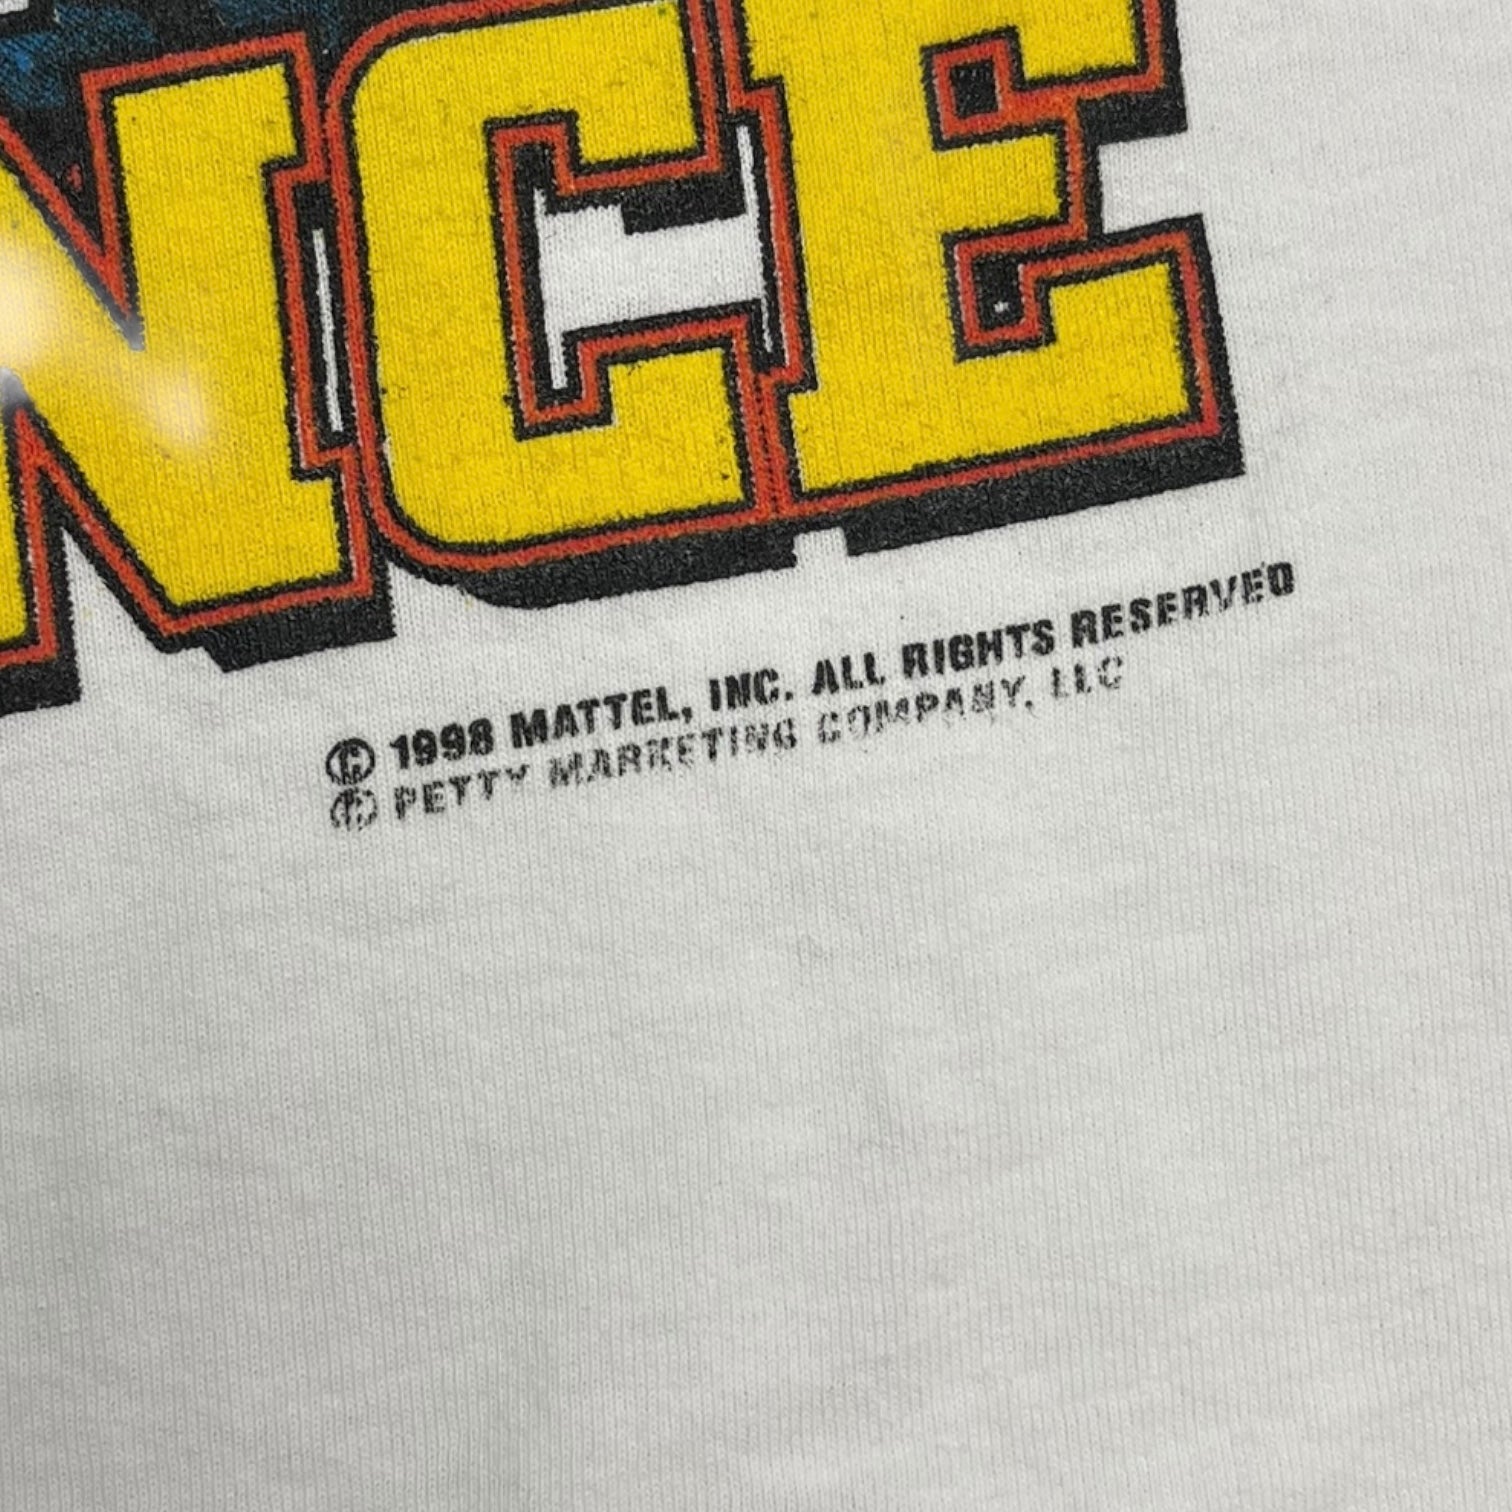 NCE
© 1998 MATTEL, INC. ALL RIGHTS RESERVED
© PETTY MARKETING COMPANY, LLC